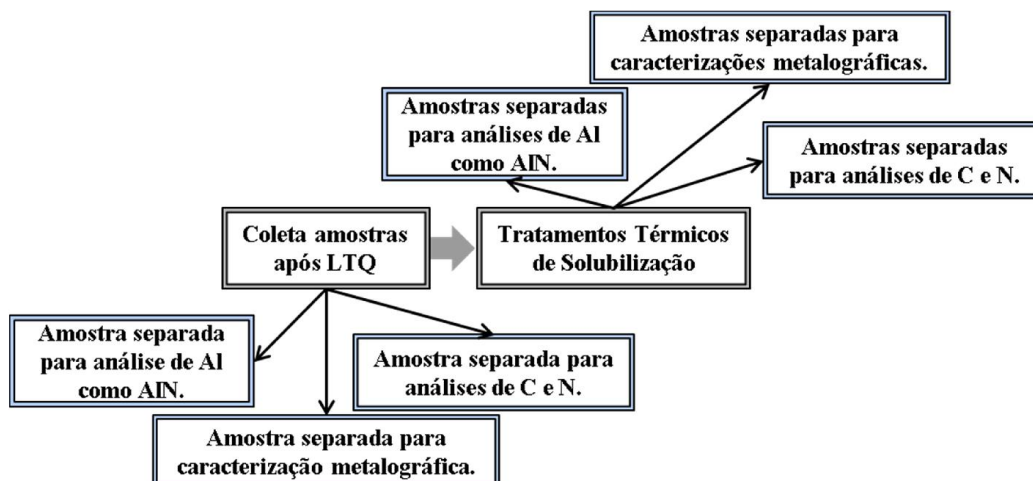 Amostras separadas para
caracterizações metalográficas.
Amostras separadas
para análises de Al
como AlN.
Amostras separadas
para análises de C e N.
Coleta amostras
após LTQ
Tratamentos Térmicos
de Solubilização
Amostra separada
para análise de Al
como AlN.
Amostra separada para
análises de C e N.
Amostra separada para
caracterização metalográfica.